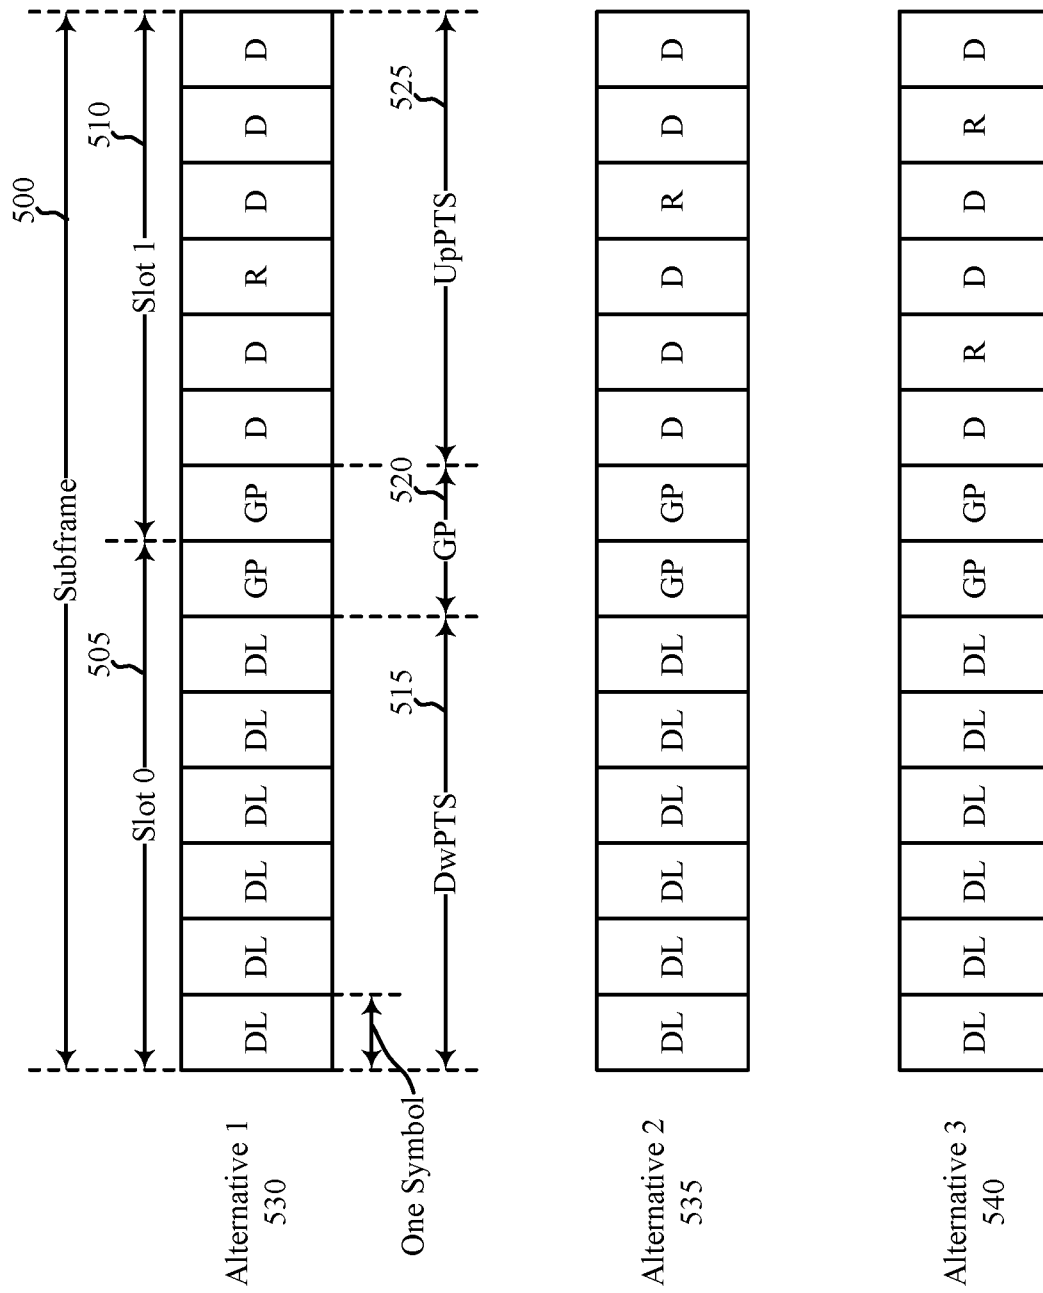 500
Subframe
505 510
Slot 0 Slot 1
Alternative 1
530
DL DL DL DL DL DL GP GP D D R D D D
One Symbol
515 520 525
DwPTS GP UpPTS
Alternative 2
535
DL DL DL DL DL DL GP GP D D D R D D
Alternative 3
540
DL DL DL DL DL DL GP GP D R D D R D